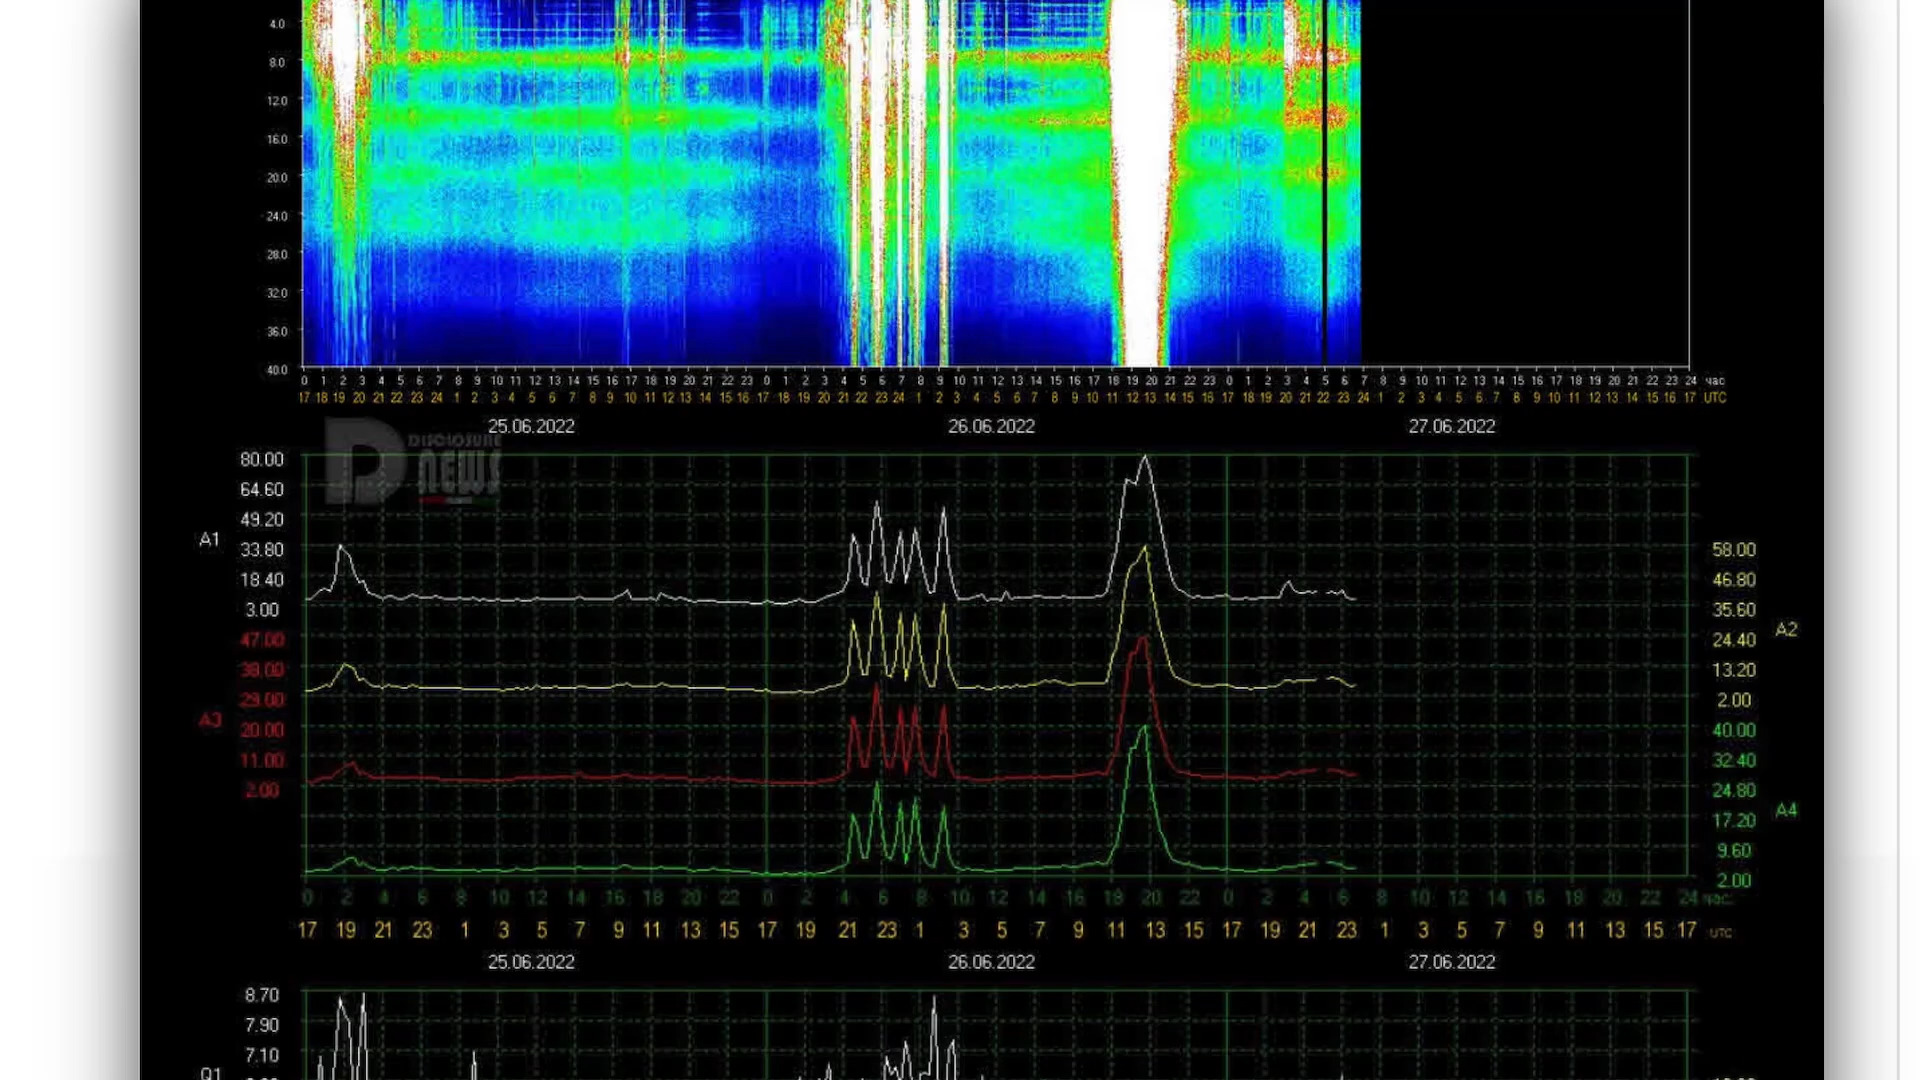 4.0
8.0
12.0
16.0
20.0
24.0
28.0
32.0
36.0
40.0
0 1 2 3 4 5 6 7 8 9 10 11 12 13 14 15 16 17 18 19 20 21 22 23 0 1 2 3 4 5 6 7 8 9 10 11 12 13 14 15 16 17 18 19 20 21 22 23 0 1 2 3 4 5 6 7 8 9 10 11 12 13 14 15 16 17 18 19 20 21 22 23 24 час
17 18 19 20 21 22 23 24 1 2 3 4 5 6 7 8 9 10 11 12 13 14 15 16 17 18 19 20 21 22 23 24 1 2 3 4 5 6 7 8 9 10 11 12 13 14 15 16 17 18 19 20 21 22 23 24 1 2 3 4 5 6 7 8 9 10 11 12 13 14 15 16 17 UTC
25.06.2022 26.06.2022 27.06.2022
DISCLOSURE
NEWS
80.00
64.60
49.20
A1
33.80 58.00
18.40 46.80
3.00 35.60
A2
47.00 24.40
38.00 13.20
29.00 2.00
A3
20.00 40.00
11.00 32.40
2.00 24.80
A4
17.20
9.60
2.00
0 2 4 6 8 10 12 14 16 18 20 22 0 2 4 6 8 10 12 14 16 18 20 22 0 2 4 6 8 10 12 14 16 18 20 22 24 час
17 19 21 23 1 3 5 7 9 11 13 15 17 19 21 23 1 3 5 7 9 11 13 15 17 19 21 23 1 3 5 7 9 11 13 15 17 UTC
25.06.2022 26.06.2022 27.06.2022
8.70
7.90
7.10
Q1